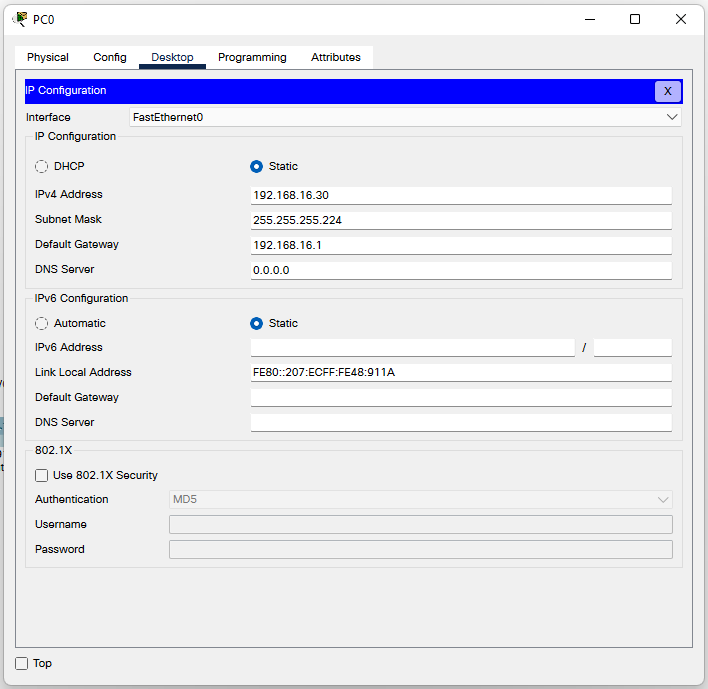 PC0
Physical Config Desktop Programming Attributes
IP Configuration X
Interface FastEthernet0
IP Configuration
DHCP Static
IPv4 Address 192.168.16.30
Subnet Mask 255.255.255.224
Default Gateway 192.168.16.1
DNS Server 0.0.0.0
IPv6 Configuration
Automatic Static
IPv6 Address /
Link Local Address FE80::207:ECFF:FE48:911A
Default Gateway
DNS Server
802.1X
Use 802.1X Security
Authentication MD5
Username
Password
Top